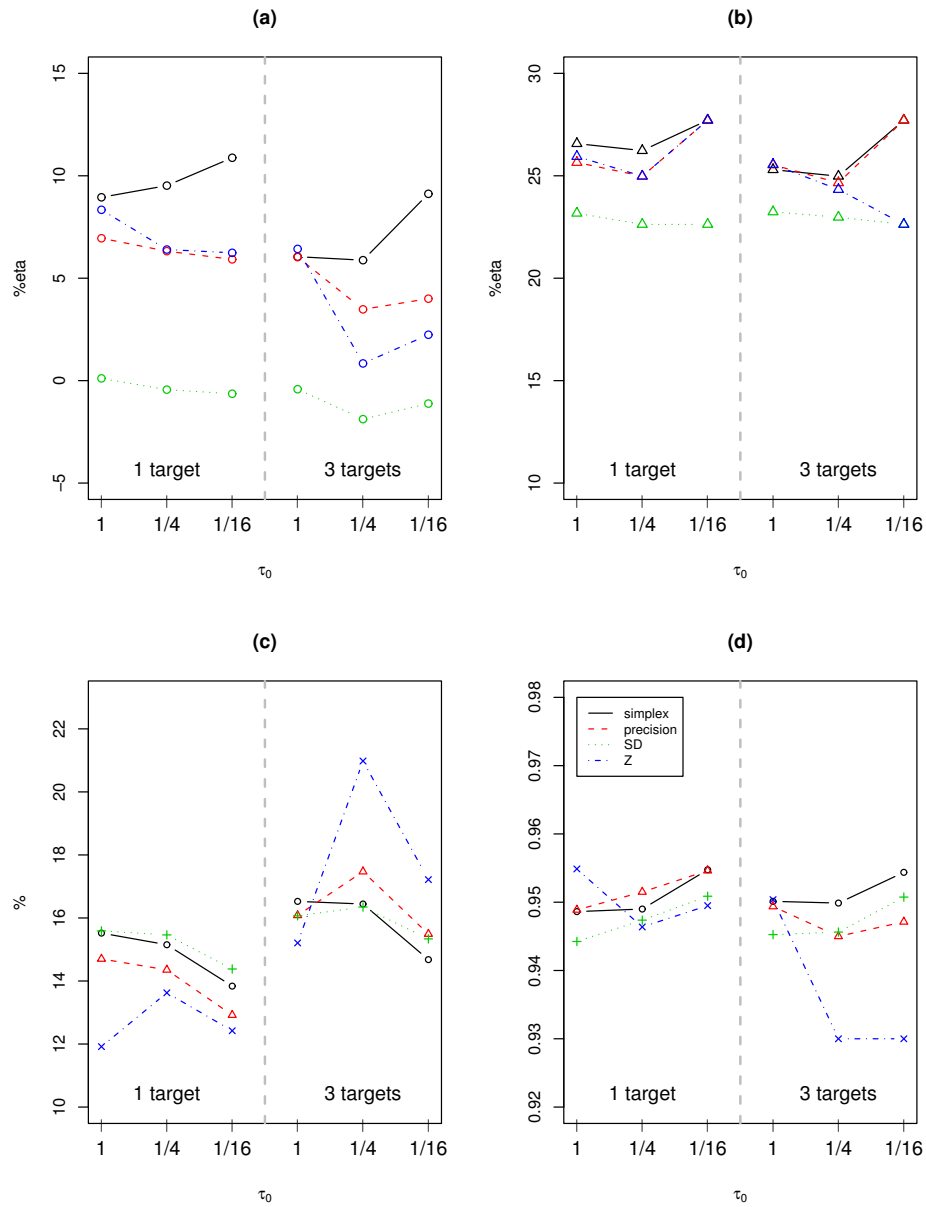 (a)
15
10
5
0
−5
%eta
1 target
3 targets
1 1/4 1/16 1 1/4 1/16
τ0
(b)
30
25
20
15
10
%eta
1 target
3 targets
1 1/4 1/16 1 1/4 1/16
τ0
(c)
22
20
18
16
14
12
10
%
1 target
3 targets
1 1/4 1/16 1 1/4 1/16
τ0
(d)
0.98
0.97
0.96
0.95
0.94
0.93
0.92
simplex
precision
SD
Z
1 target
3 targets
1 1/4 1/16 1 1/4 1/16
τ0